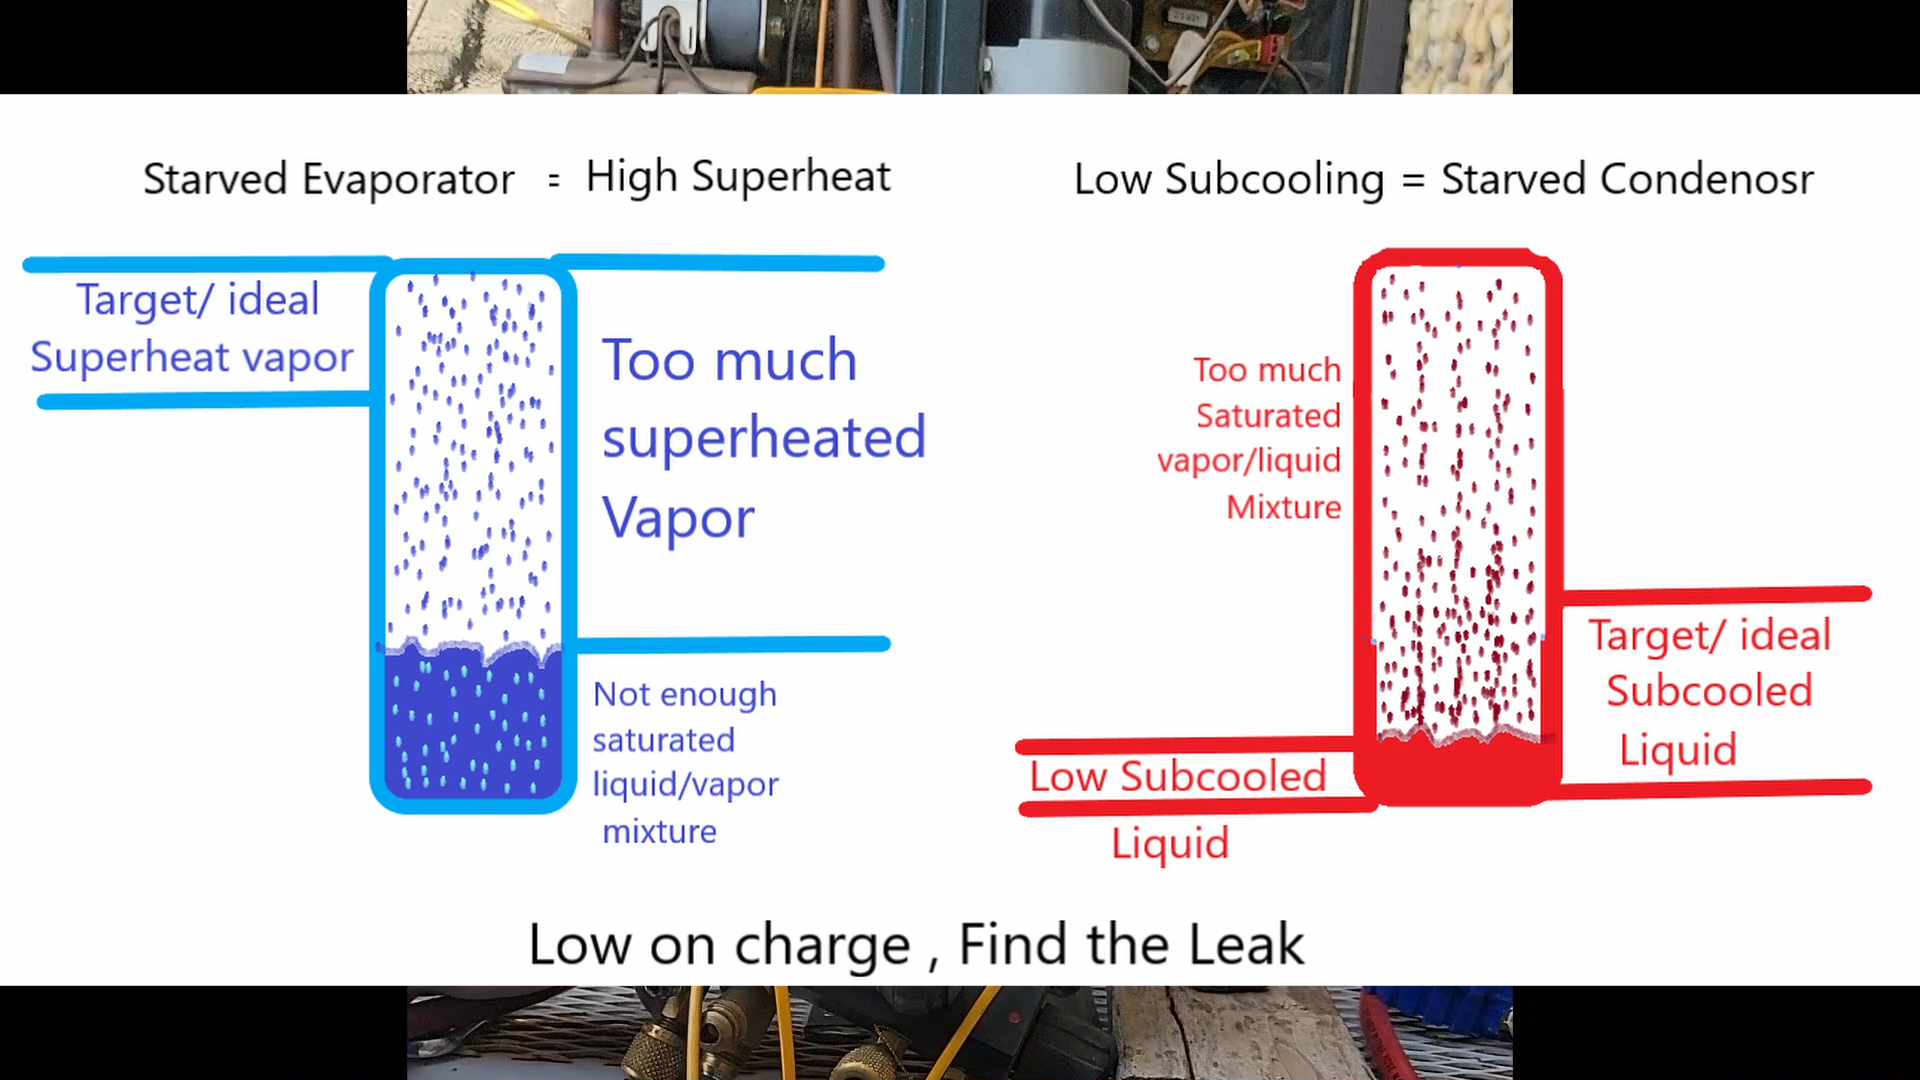 Starved Evaporator = High Superheat
Target/ ideal
Superheat vapor
Too much
superheated
Vapor
Not enough
saturated
liquid/vapor
mixture
Low Subcooling = Starved Condenosr
Too much
Saturated
vapor/liquid
Mixture
Target/ ideal
Subcooled
Liquid
Low Subcooled
Liquid
Low on charge , Find the Leak